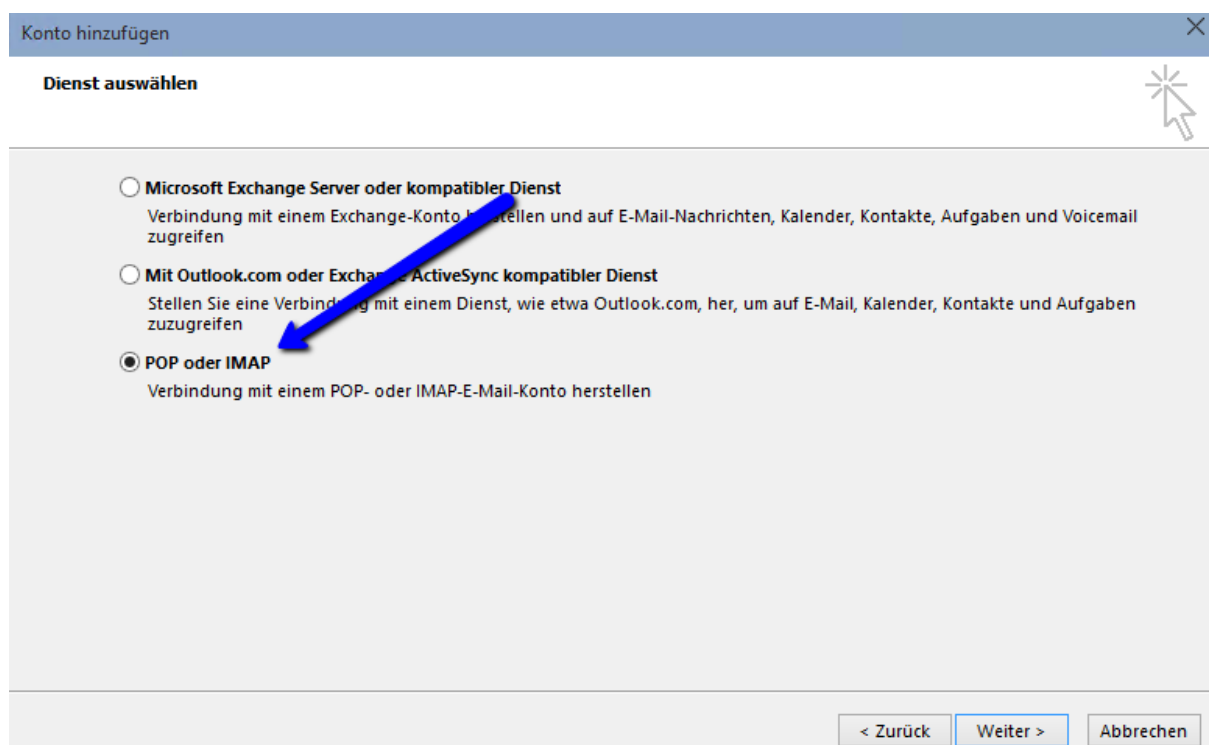 Konto hinzufügen
Dienst auswählen
Microsoft Exchange Server oder kompatibler Dienst
Verbindung mit einem Exchange-Konto stellen und auf E-Mail-Nachrichten, Kalender, Kontakte, Aufgaben und Voicemail
zugreifen
Mit Outlook.com oder Exchange ActiveSync kompatibler Dienst
Stellen Sie eine Verbindung mit einem Dienst, wie etwa Outlook.com, her, um auf E-Mail, Kalender, Kontakte und Aufgaben
zuzugreifen
POP oder IMAP
Verbindung mit einem POP- oder IMAP-E-Mail-Konto herstellen
< Zurück
Weiter >
Abbrechen